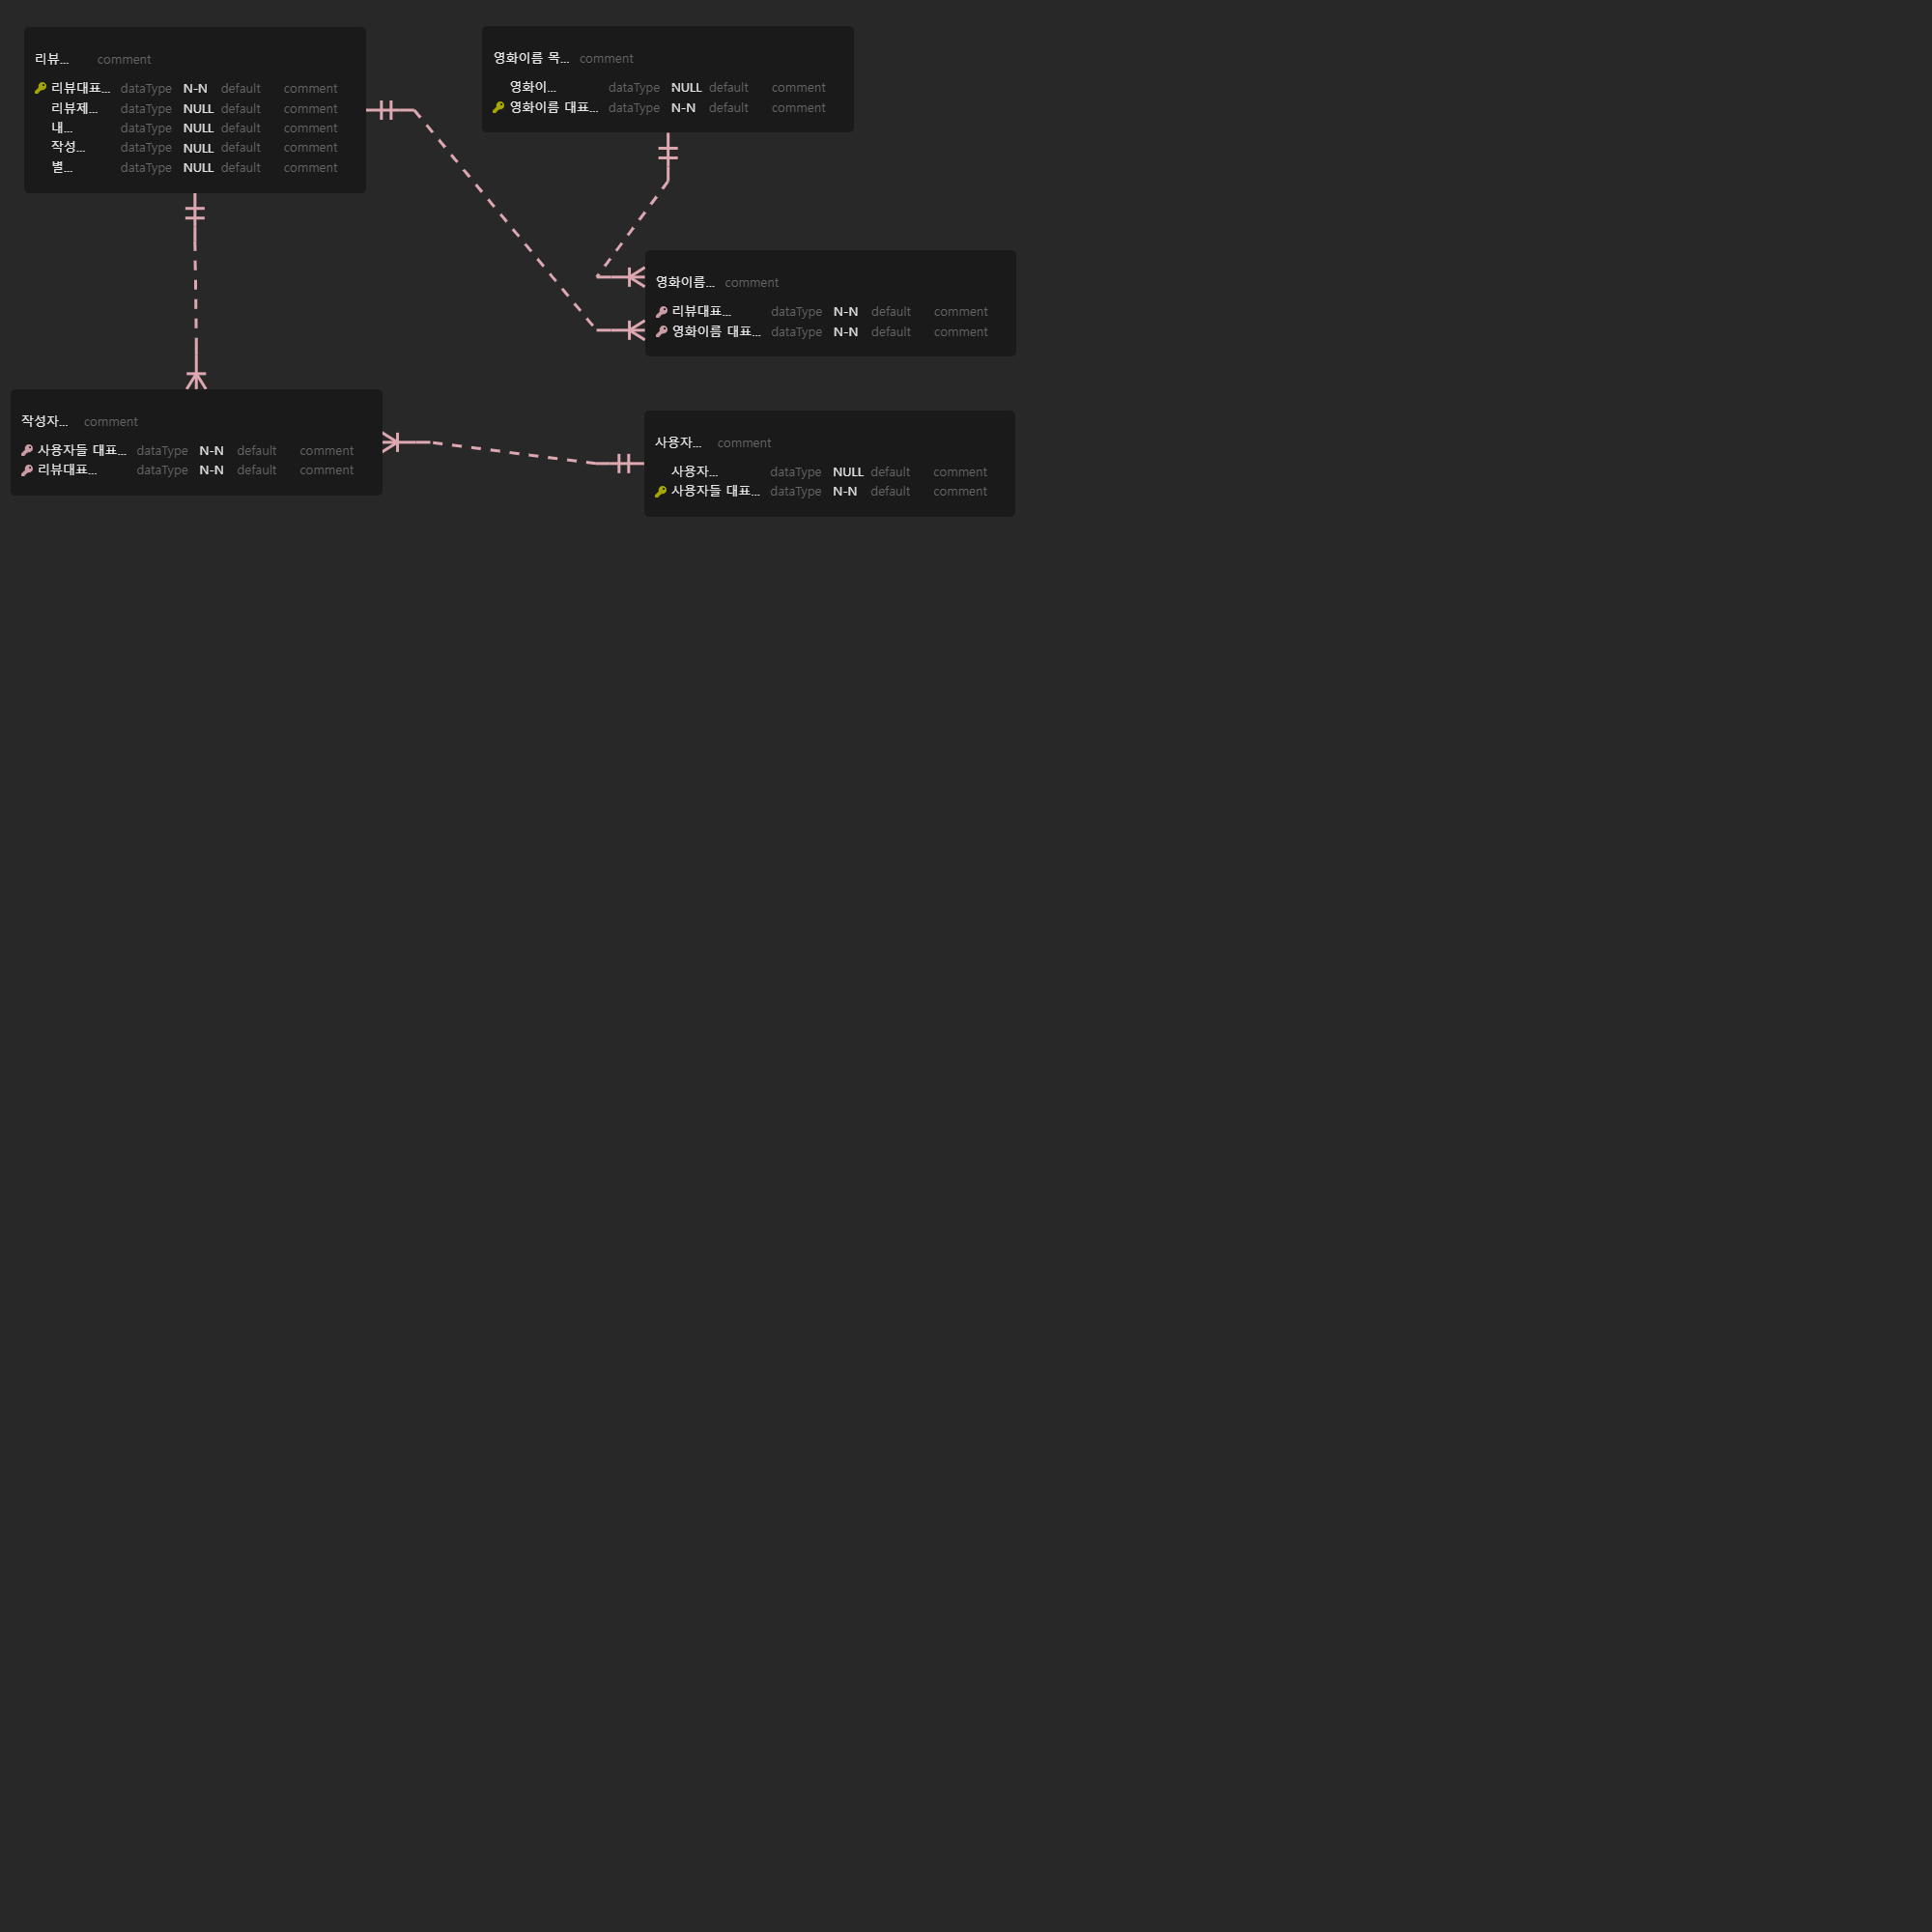 리뷰... comment
리뷰대표... dataType N-N default comment
리뷰제... dataType NULL default comment
내... dataType NULL default comment
작성... dataType NULL default comment
별... dataType NULL default comment
영화이름 목... comment
영화이... dataType NULL default comment
영화이름 대표... dataType N-N default comment
영화이름... comment
리뷰대표... dataType N-N default comment
영화이름 대표... dataType N-N default comment
작성자... comment
사용자들 대표... dataType N-N default comment
리뷰대표... dataType N-N default comment
사용자... comment
사용자... dataType NULL default comment
사용자들 대표... dataType N-N default comment